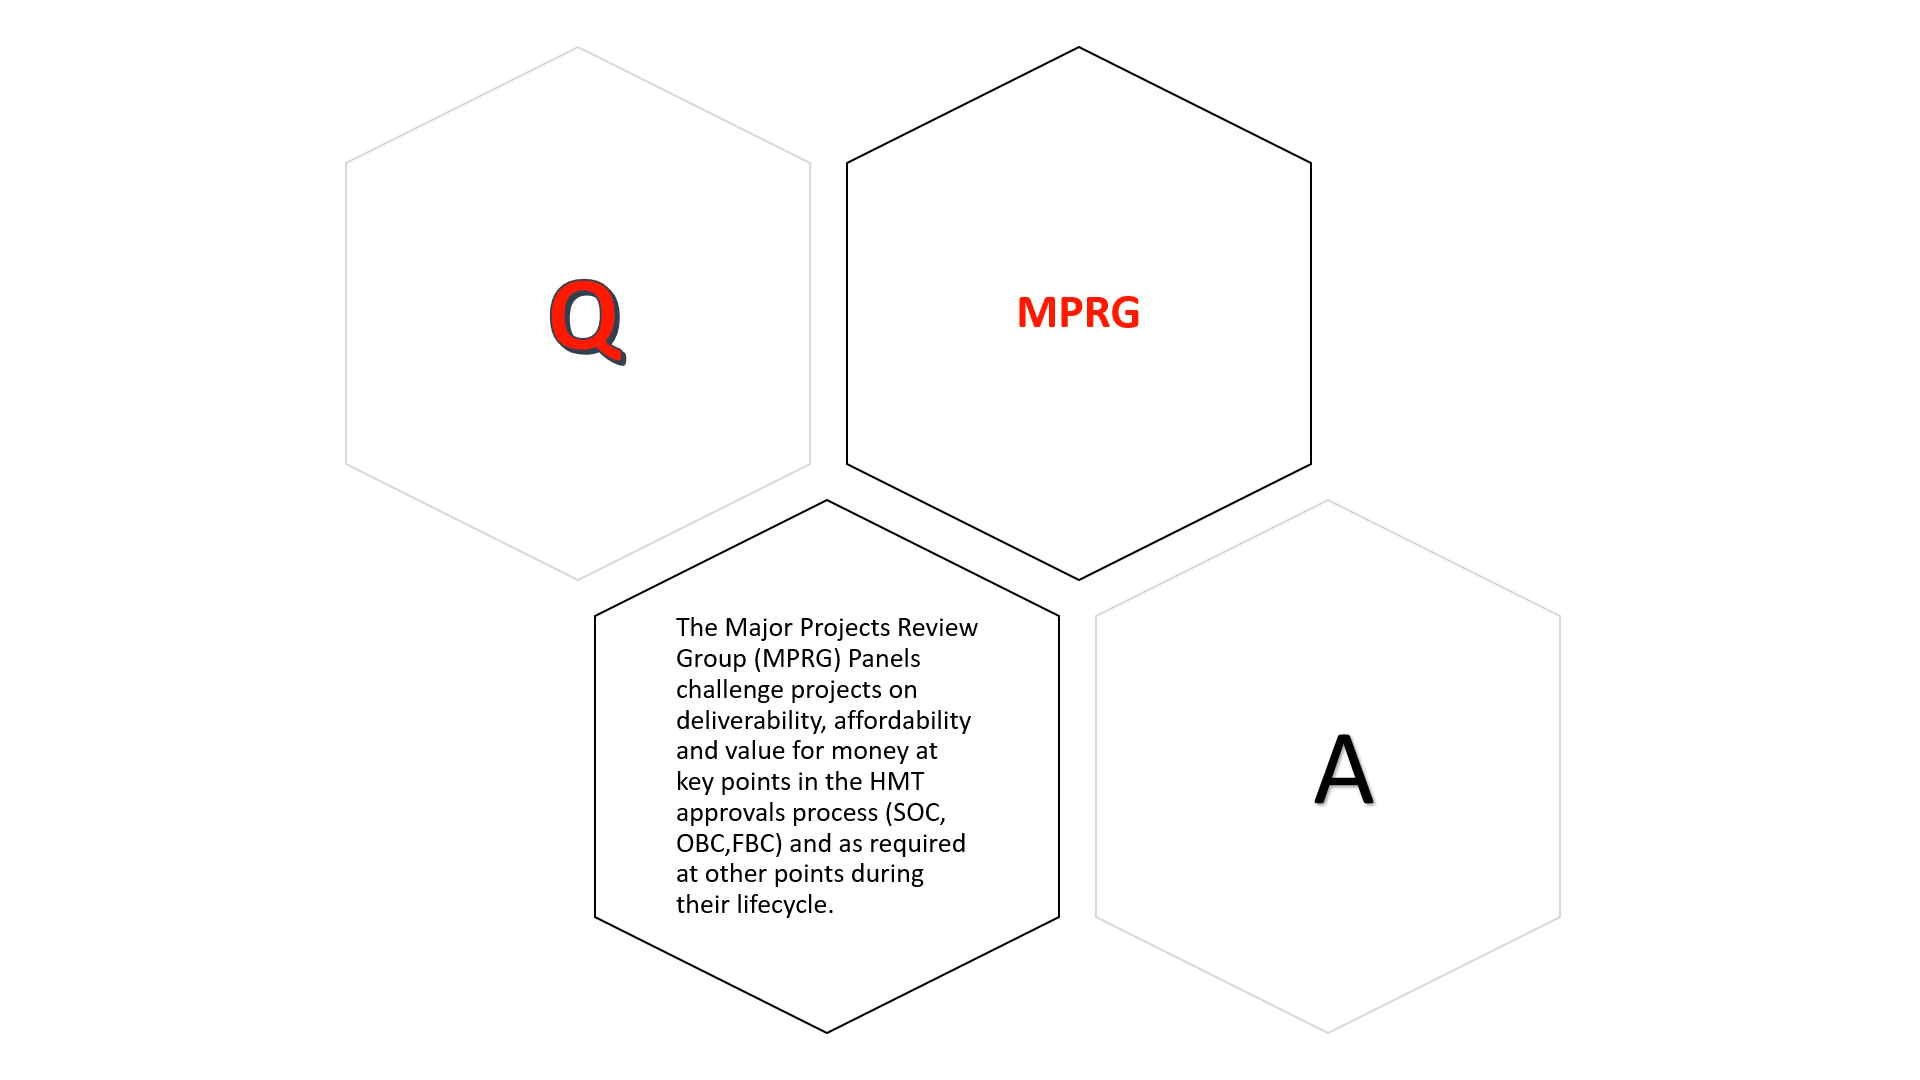 Q
MPRG
The Major Projects Review
Group (MPRG) Panels
challenge projects on
deliverability, affordability
and value for money at
key points in the HMT
approvals process (SOC,
OBC,FBC) and as required
at other points during
their lifecycle.
A